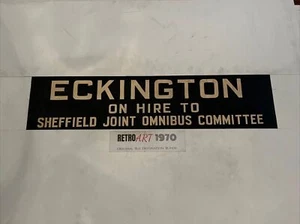 ECKINGTON
ON HIRE TO
SHEFFIELD JOINT OMNIBUS COMMITTEE
RETRO ART 1970